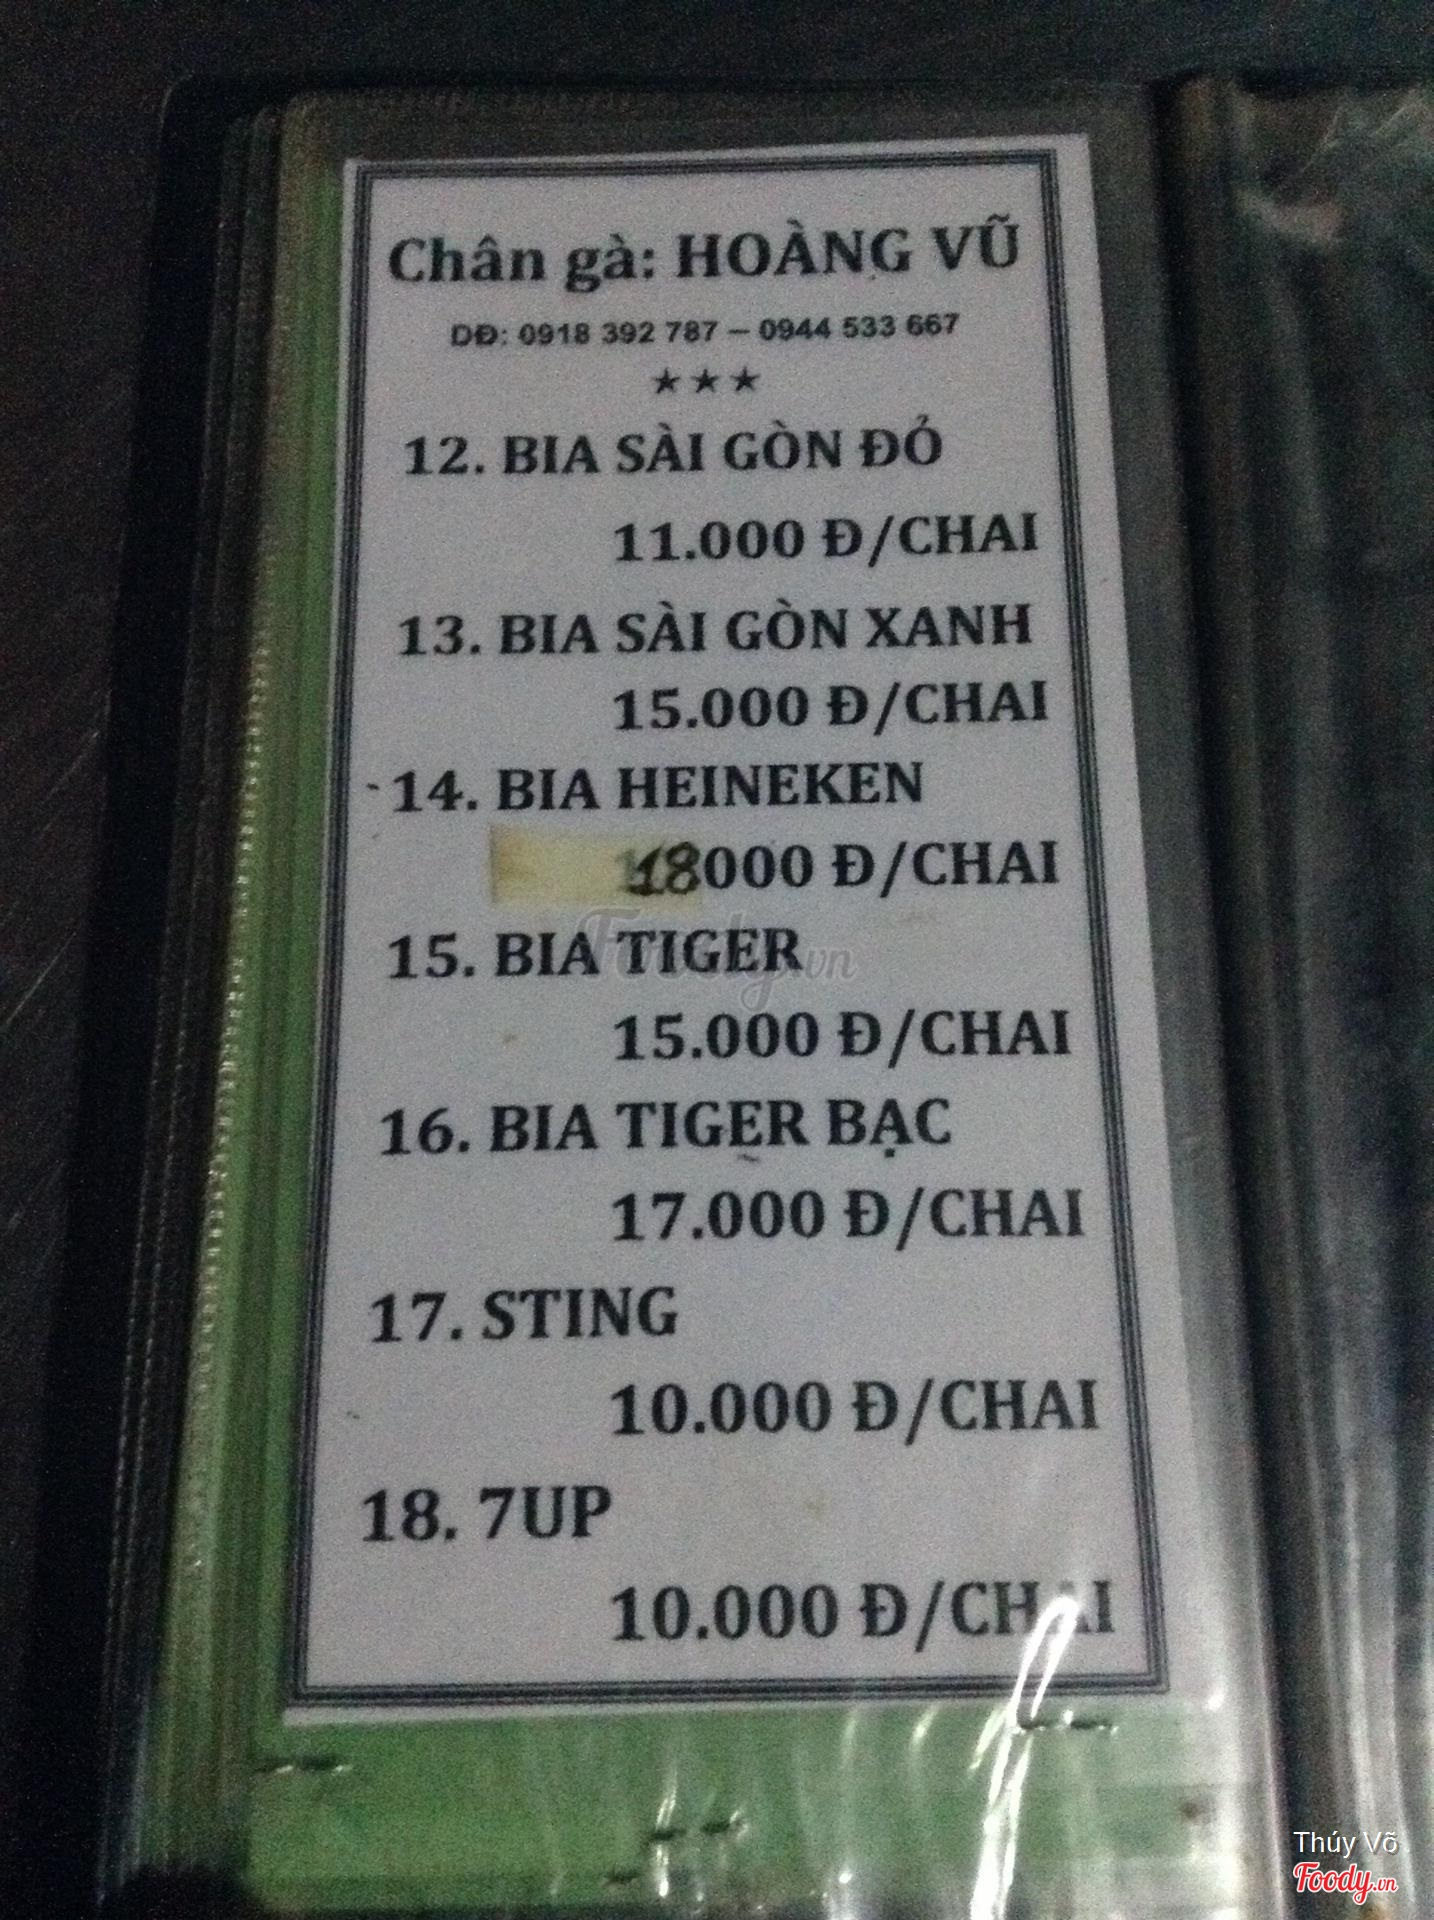 Chân gà: HOÀNG VŨ
DĐ: 0918 392 787 – 0944 533 667
★★★
12. BIA SÀI GÒN ĐỎ
11.000 Đ/CHAI
13. BIA SÀI GÒN XANH
15.000 Đ/CHAI
14. BIA HEINEKEN
18000 Đ/CHAI
15. BIA TIGER
Foody.vn
15.000 Đ/CHAI
16. BIA TIGER BẠC
17.000 Đ/CHAI
17. STING
10.000 Đ/CHAI
18. 7UP
10.000 Đ/CHAI
Thúy Võ
Foody.vn